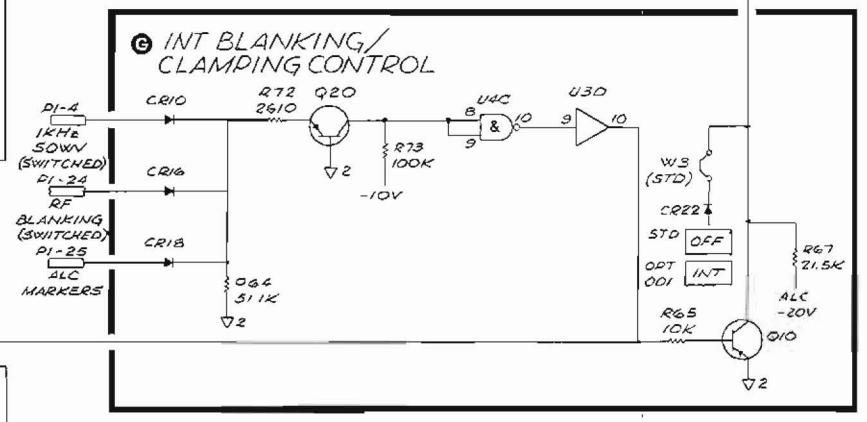 G INT BLANKING/
CLAMPING CONTROL
P1-4
1KHz
SQWV
(SWITCHED)
P1-24
RF
BLANKING
(SWITCHED)
P1-25
ALC
MARKERS
CR10
CR16
CR18
R72
2610
Q20
2
R64
51.1K
2
R73
100K
-10V
U4C
8
9
&
10
U3D
9
10
W3
(STD)
CR22
STD
OFF
OPT
001
INT
R67
21.5K
ALC
-20V
R65
10K
Q10
2